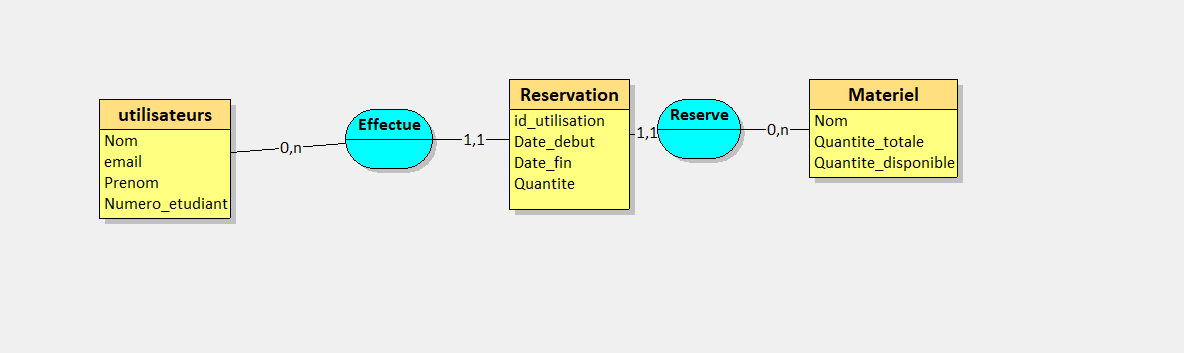 utilisateurs
Nom
email
Prenom
Numero_etudiant
0,n
Effectue
1,1
Reservation
id_utilisation
Date_debut
Date_fin
Quantite
1,1
Reserve
0,n
Materiel
Nom
Quantite_totale
Quantite_disponible